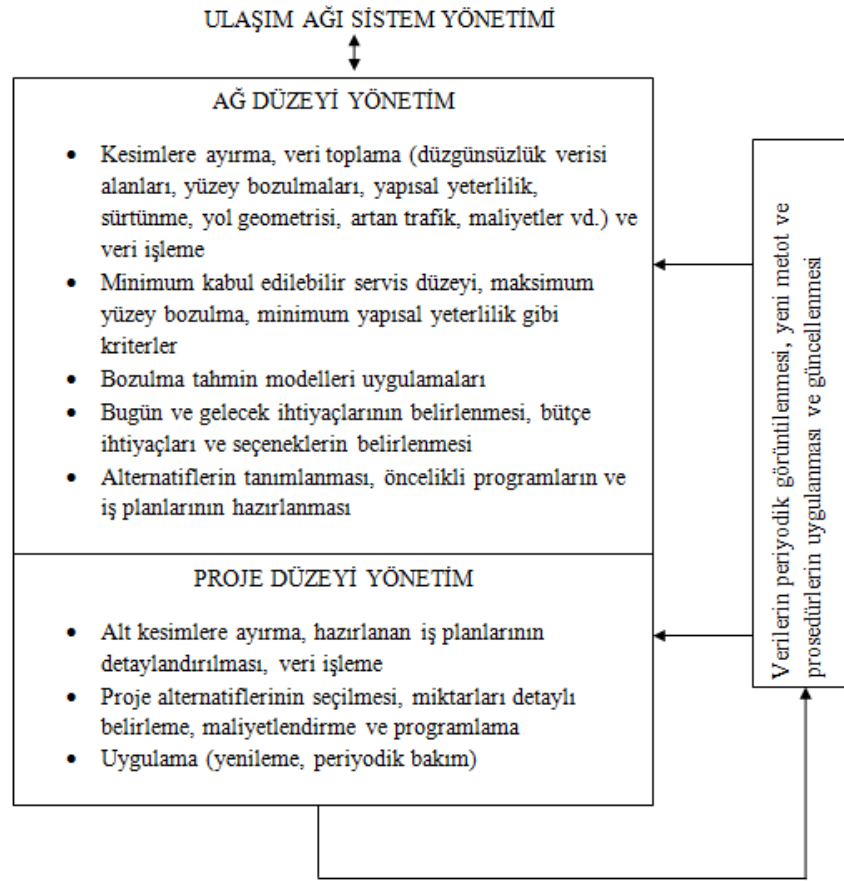 ULAŞIM AĞI SİSTEM YÖNETİMİ
AĞ DÜZEYİ YÖNETİM
• Kesimlere ayırma, veri toplama (düzgünsüzlük verisi
alanları, yüzey bozulmaları, yapısal yeterlilik,
sürtünme, yol geometrisi, artan trafik, maliyetler vd.) ve
veri işleme
• Minimum kabul edilebilir servis düzeyi, maksimum
yüzey bozulma, minimum yapısal yeterlilik gibi
kriterler
• Bozulma tahmin modelleri uygulamaları
• Bugün ve gelecek ihtiyaçlarının belirlenmesi, bütçe
ihtiyaçları ve seçeneklerin belirlenmesi
• Alternatiflerin tanımlanması, öncelikli programların ve
iş planlarının hazırlanması
PROJE DÜZEYİ YÖNETİM
• Alt kesimlere ayırma, hazırlanan iş planlarının
detaylandırılması, veri işleme
• Proje alternatiflerinin seçilmesi, miktarları detaylı
belirleme, maliyetlendirme ve programlama
• Uygulama (yenileme, periyodik bakım)
Verilerin periyodik görüntilenmesi, yeni metot ve
prosedürlerin uygulanması ve güncellenmesi